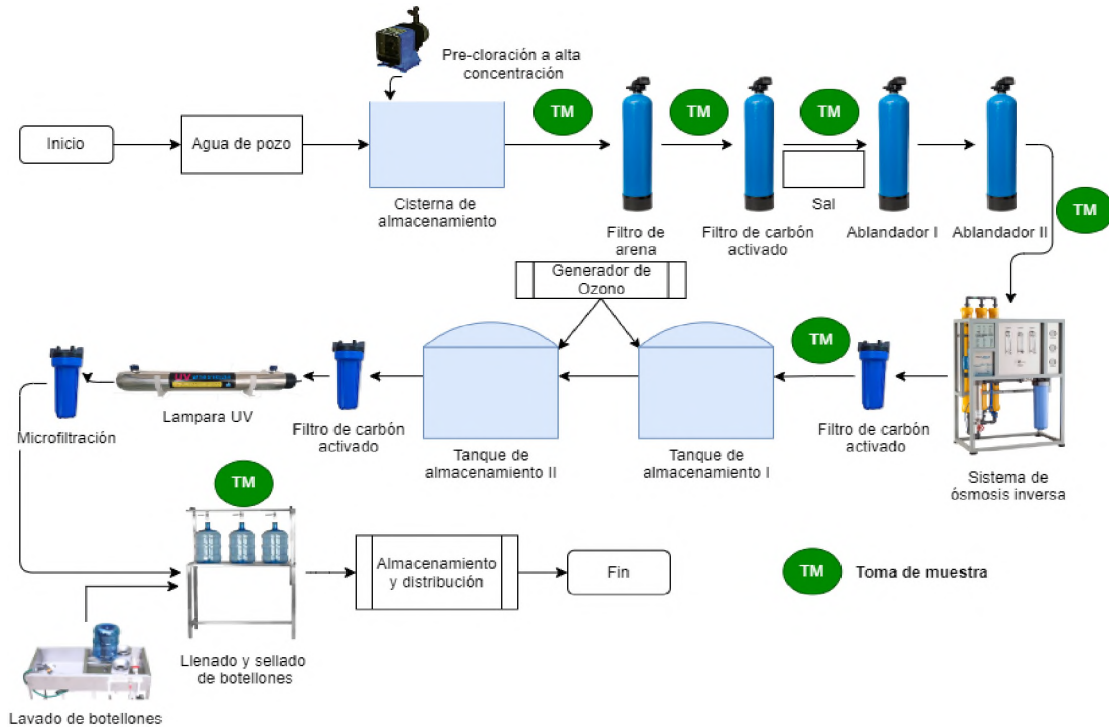 Pre-cloración a alta
concentración
TM
TM
TM
Inicio
Agua de pozo
Cisterna de
almacenamiento
Sal
Filtro de
arena
Filtro de carbón
activado
Ablandador I
Ablandador II
TM
Generador de
Ozono
TM
UV
Lampara UV
Microfiltración
Filtro de carbón
activado
Tanque de
almacenamiento II
Tanque de
almacenamiento I
Filtro de carbón
activado
Sistema de
ósmosis inversa
TM
Almacenamiento
y distribución
Fin
TM
Toma de muestra
Llenado y sellado
de botellones
Lavado de botellones